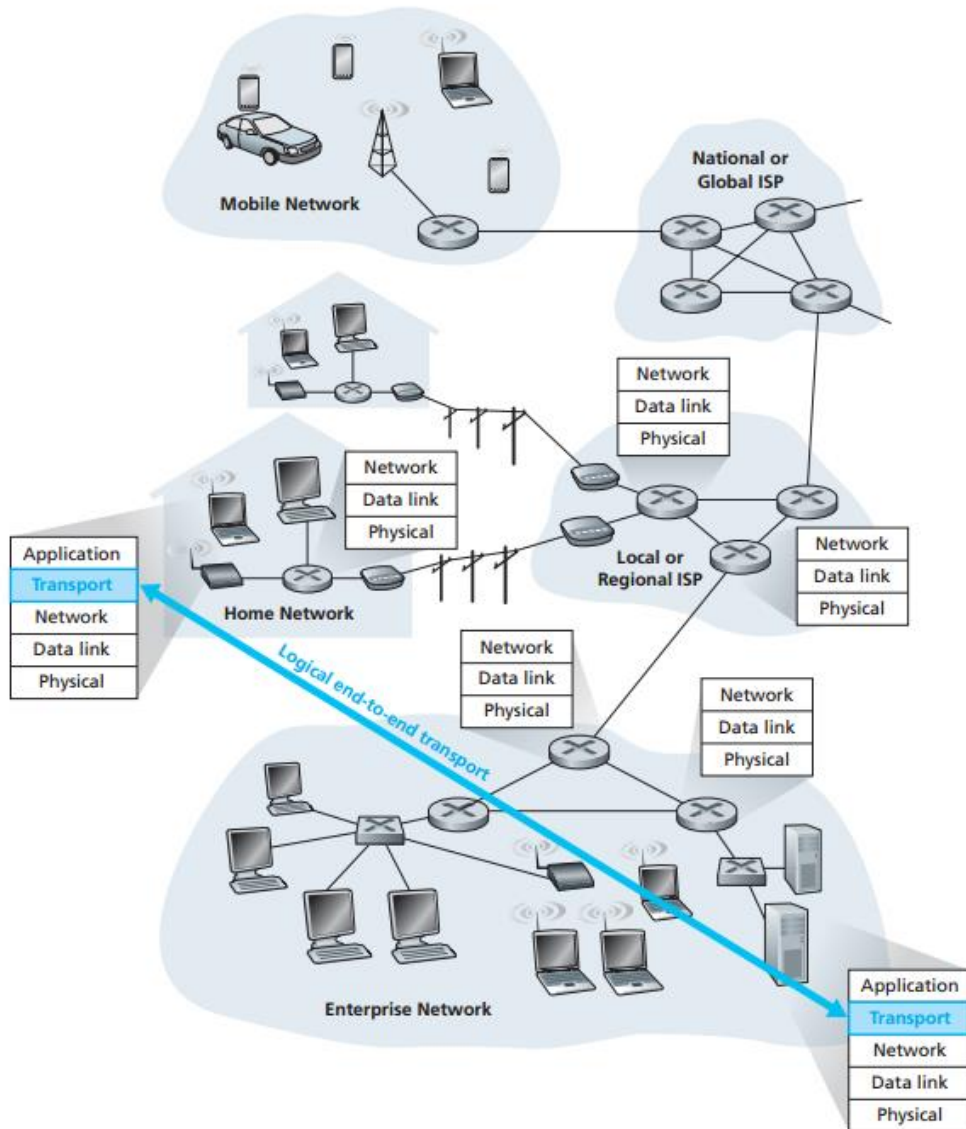 National or
Global ISP
Mobile Network
Network
Data link
Physical
Network
Data link
Physical
Application
Transport
Network
Data link
Physical
Home Network
Local or
Regional ISP
Network
Data link
Physical
Logical end-to-end transport
Network
Data link
Physical
Network
Data link
Physical
Enterprise Network
Application
Transport
Network
Data link
Physical